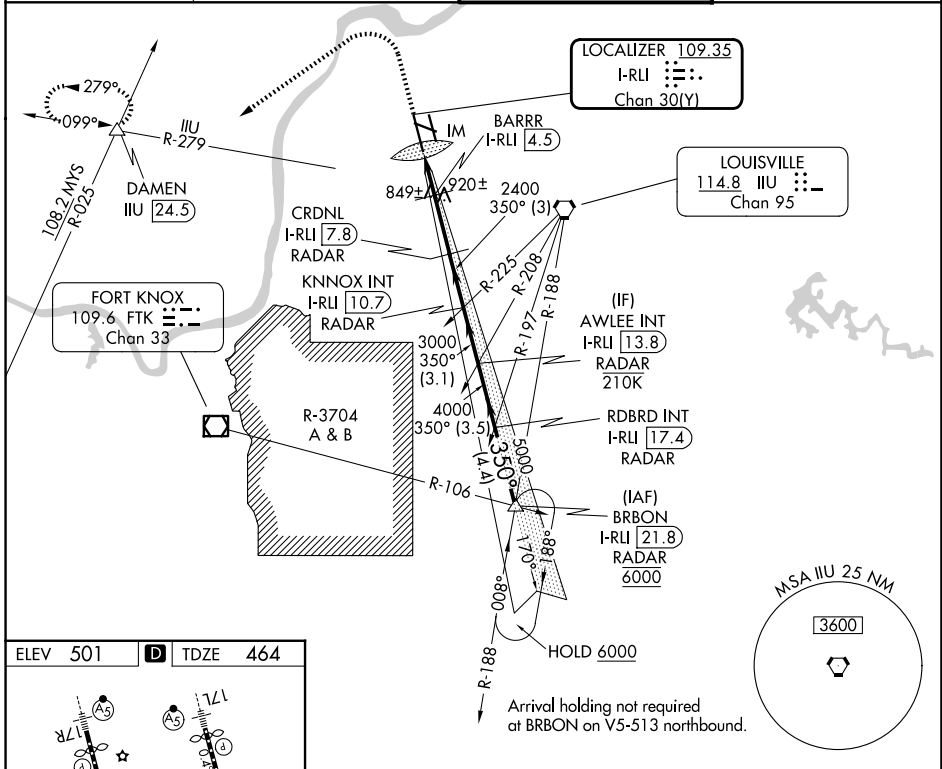 LOCALIZER 109.35
I-RLI
Chan 30(Y)
279°
099°
IIU
R-279
IM
BARRR
I-RLI 4.5
DAMEN
IIU 24.5
108.2 MYS
R-025
849±
920±
2400
350° (3)
LOUISVILLE
114.8 IIU
Chan 95
CRDNL
I-RLI 7.8
RADAR
KNNOX INT
I-RLI 10.7
RADAR
R-225
R-208
R-197
R-188
FORT KNOX
109.6 FTK
Chan 33
(IF)
AWLEE INT
I-RLI 13.8
RADAR
210K
3000
350°
(3.1)
R-3704
A & B
4000
350° (3.5)
RDBRD INT
I-RLI 17.4
RADAR
350°
5000
(4.4)
R-106
(IAF)
BRBON
I-RLI 21.8
RADAR
6000
170°
188°
008°
R-188
HOLD 6000
MSA IIU 25 NM
3600
Arrival holding not required
at BRBON on V5-513 northbound.
ELEV 501
D
TDZE 464
A5
A5
17R
17L
P
P